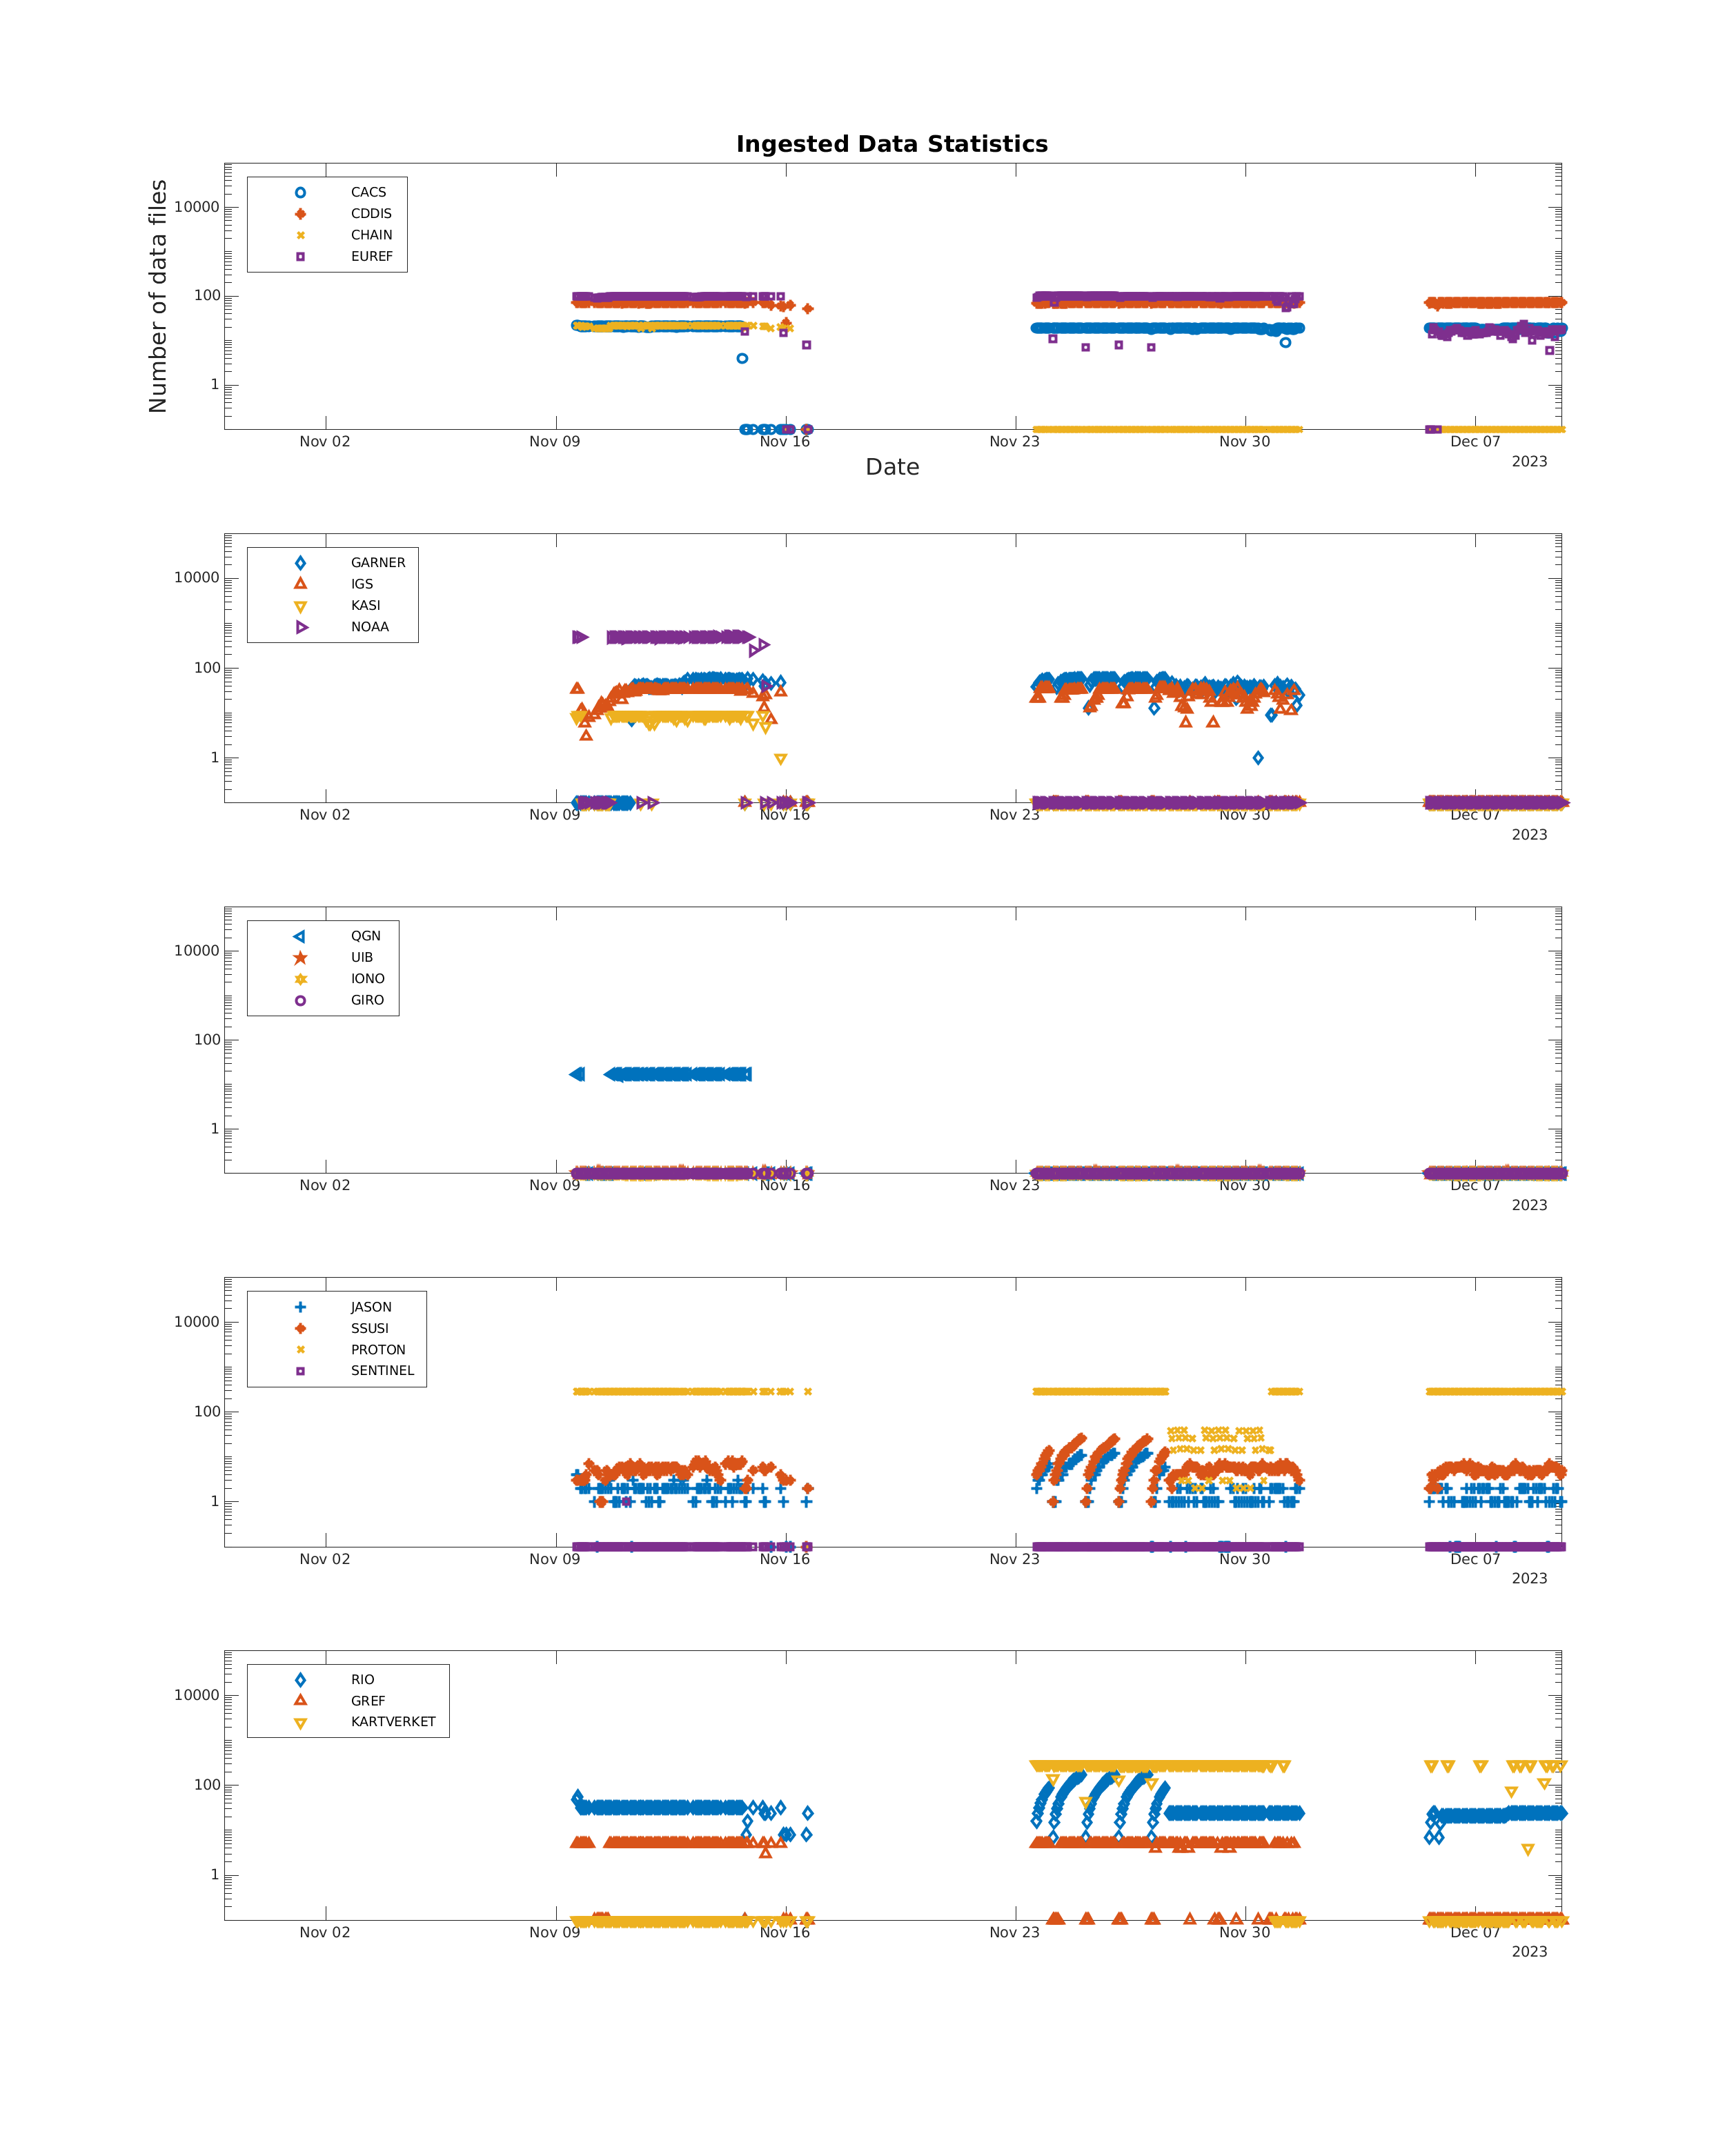 Ingested Data Statistics
Number of data files
CACS
CDDIS
CHAIN
EUREF
10000
100
1
Nov 02 Nov 09 Nov 16 Nov 23 Nov 30 Dec 07
2023
Date
GARNER
IGS
KASI
NOAA
10000
100
1
Nov 02 Nov 09 Nov 16 Nov 23 Nov 30 Dec 07
2023
QGN
UIB
IONO
GIRO
10000
100
1
Nov 02 Nov 09 Nov 16 Nov 23 Nov 30 Dec 07
2023
JASON
SSUSI
PROTON
SENTINEL
10000
100
1
Nov 02 Nov 09 Nov 16 Nov 23 Nov 30 Dec 07
2023
RIO
GREF
KARTVERKET
10000
100
1
Nov 02 Nov 09 Nov 16 Nov 23 Nov 30 Dec 07
2023